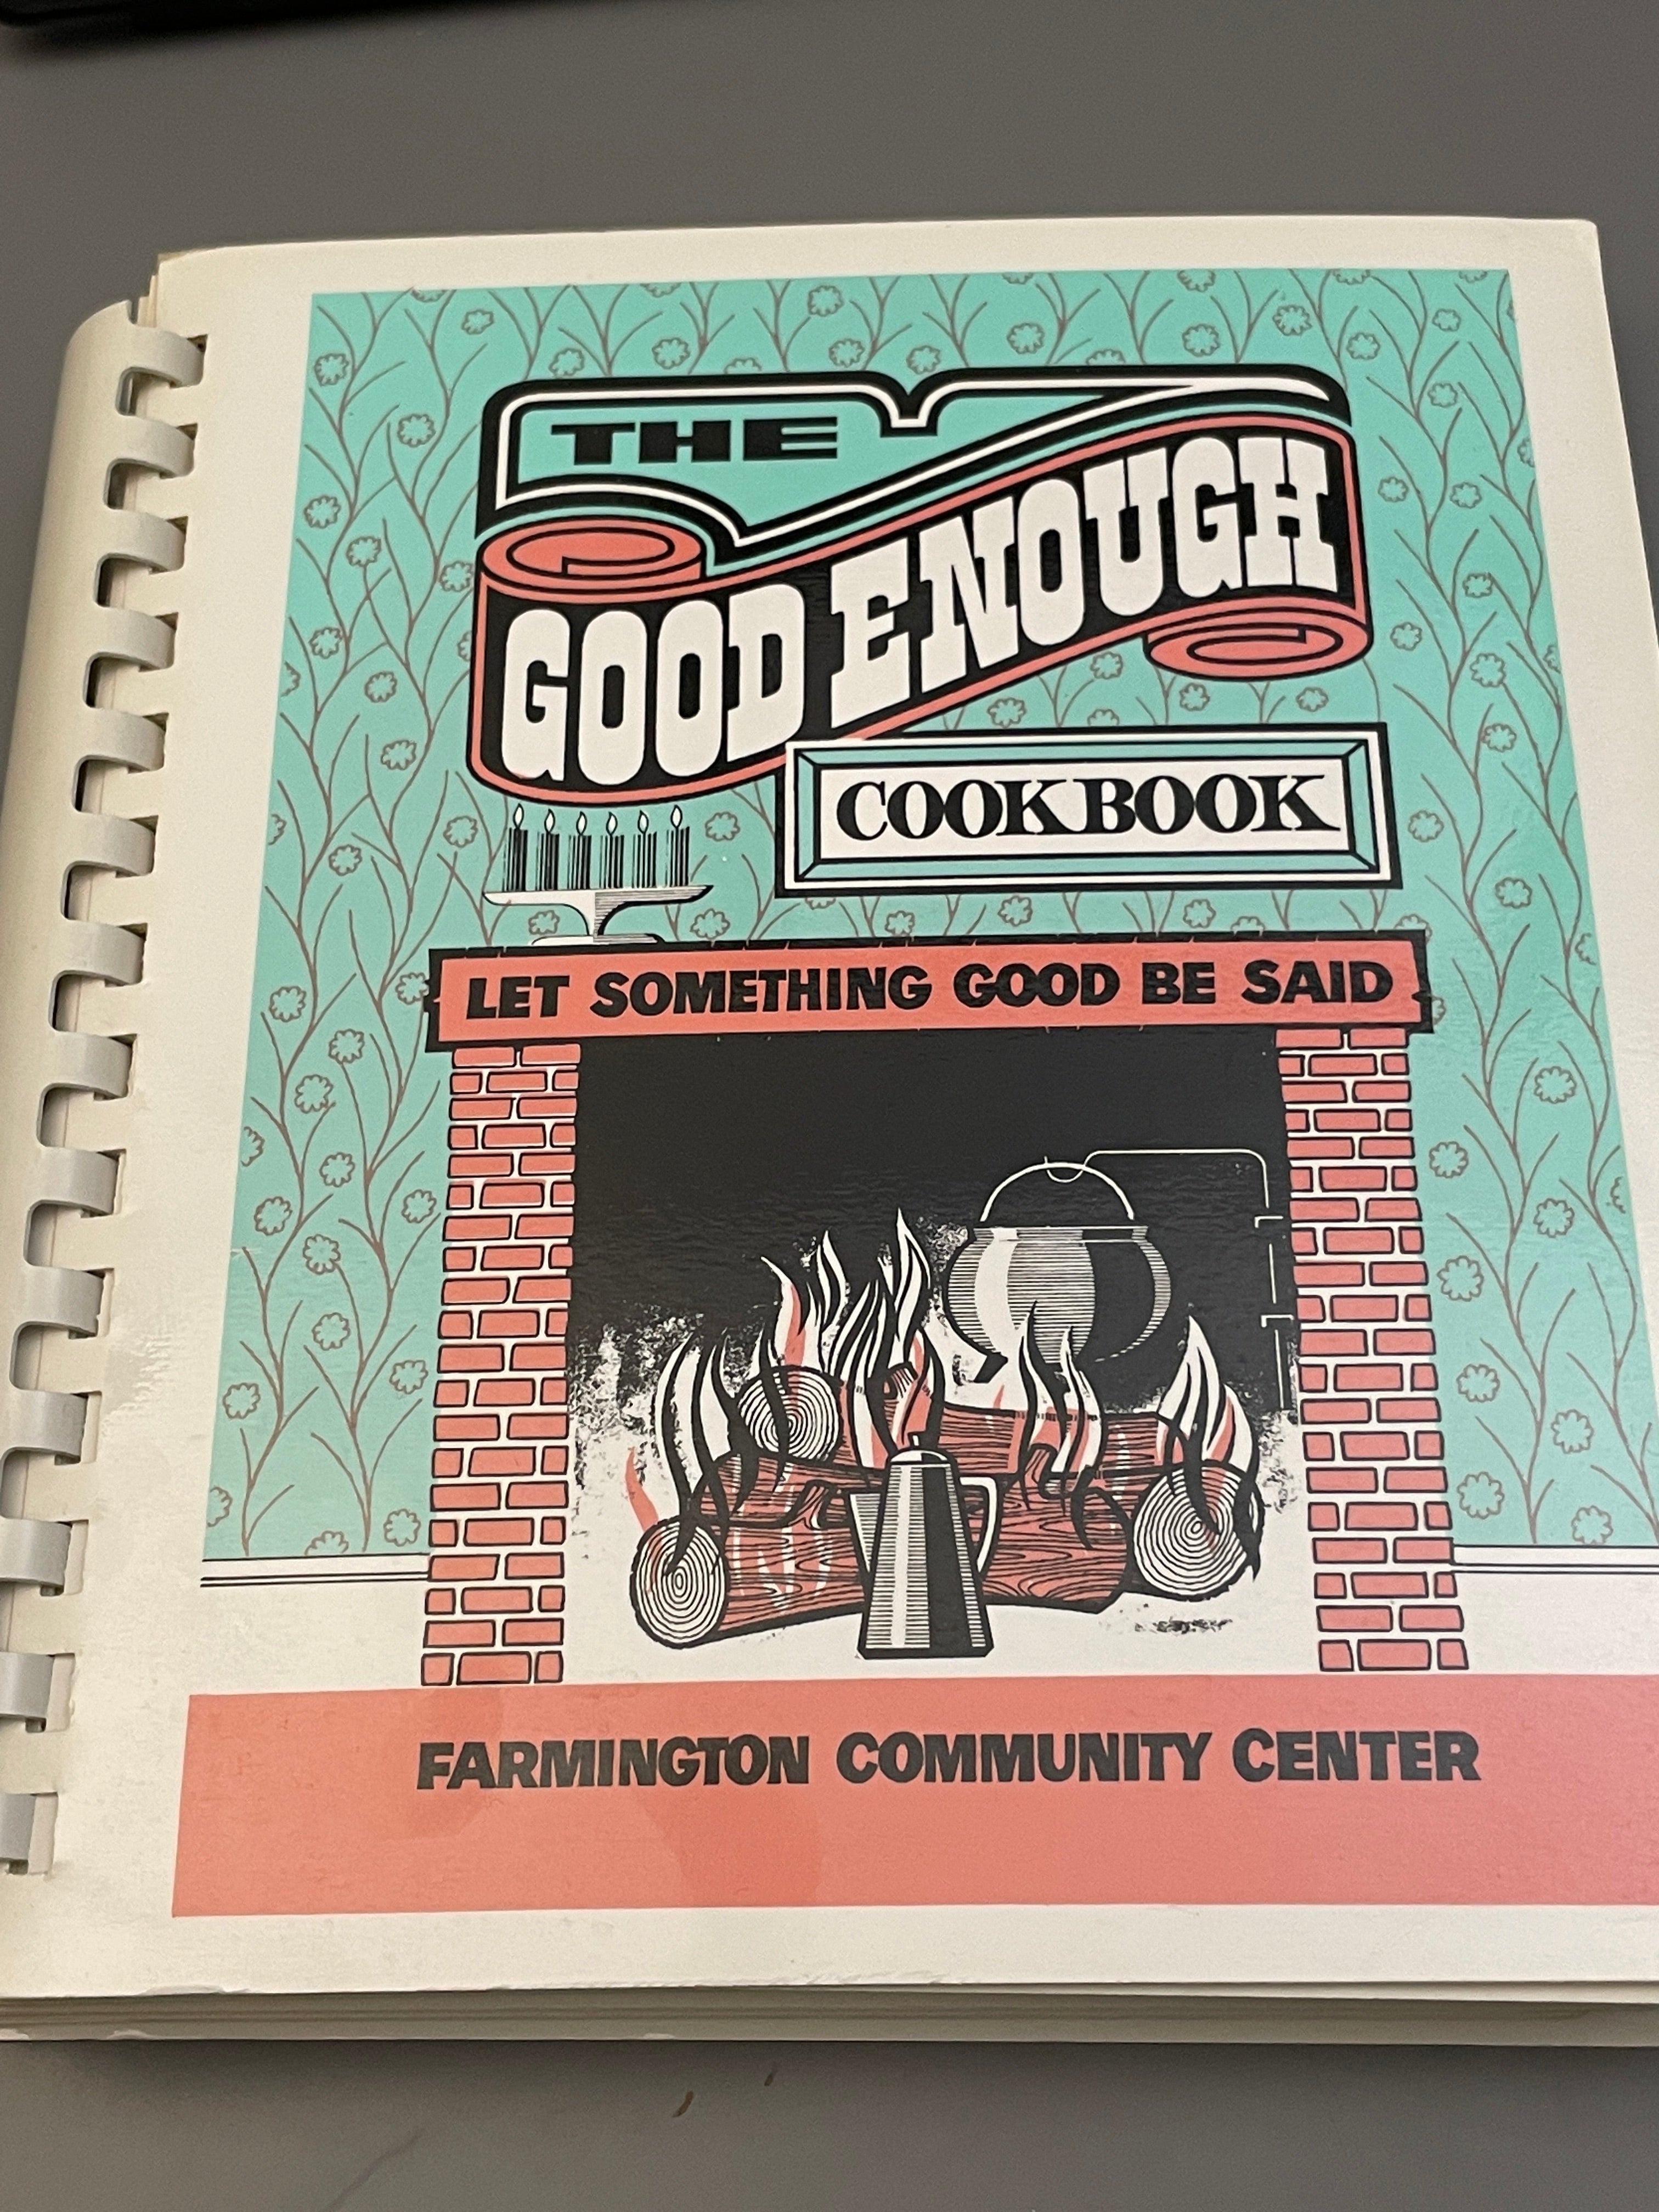 THE
GOOD ENOUGH
COOKBOOK
LET SOMETHING GOOD BE SAID
FARMINGTON COMMUNITY CENTER